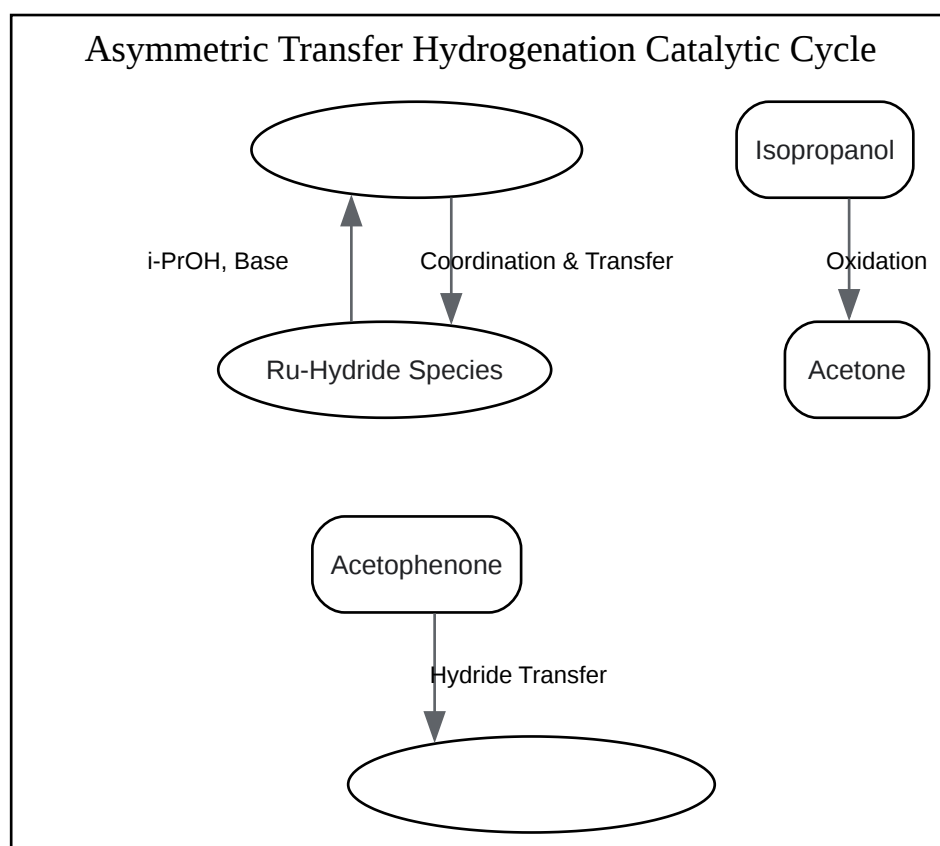 Asymmetric Transfer Hydrogenation Catalytic Cycle
Isopropanol
i-PrOH, Base
Coordination & Transfer
Oxidation
Ru-Hydride Species
Acetone
Acetophenone
Hydride Transfer